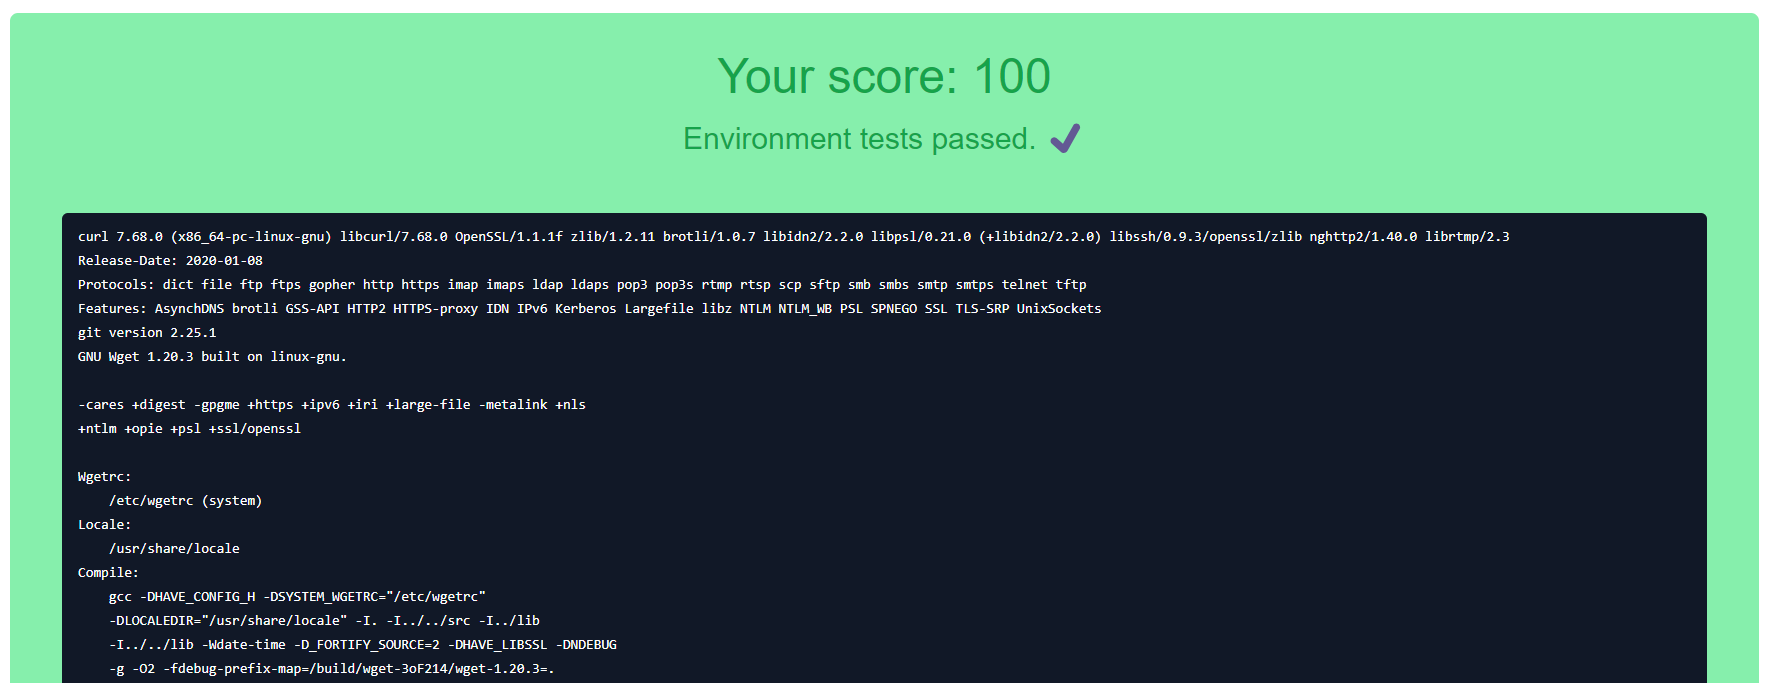 Your score: 100
Environment tests passed.
curl 7.68.0 (x86_64-pc-linux-gnu) libcurl/7.68.0 OpenSSL/1.1.1f zlib/1.2.11 brotli/1.0.7 libidn2/2.2.0 libpsl/0.21.0 (+libidn2/2.2.0) libssh/0.9.3/openssl/zlib nghttp2/1.40.0 librtmp/2.3
Release-Date: 2020-01-08
Protocols: dict file ftp ftps gopher http https imap imaps ldap ldaps pop3 pop3s rtmp rtsp scp sftp smb smbs smtp smtps telnet tftp
Features: AsynchDNS brotli GSS-API HTTP2 HTTPS-proxy IDN IPv6 Kerberos Largefile libz NTLM NTLM_WB PSL SPNEGO SSL TLS-SRP UnixSockets
git version 2.25.1
GNU Wget 1.20.3 built on linux-gnu.
-cares +digest -gpgme +https +ipv6 +iri +large-file -metalink +nls
+ntlm +opie +psl +ssl/openssl
Wgetrc:
/etc/wgetrc (system)
Locale:
/usr/share/locale
Compile:
gcc -DHAVE_CONFIG_H -DSYSTEM_WGETRC="/etc/wgetrc"
-DLOCALEDIR="/usr/share/locale" -I. -I../../src -I../lib
-I../../lib -Wdate-time -D_FORTIFY_SOURCE=2 -DHAVE_LIBSSL -DNDEBUG
-g -O2 -fdebug-prefix-map=/build/wget-3oF214/wget-1.20.3=.